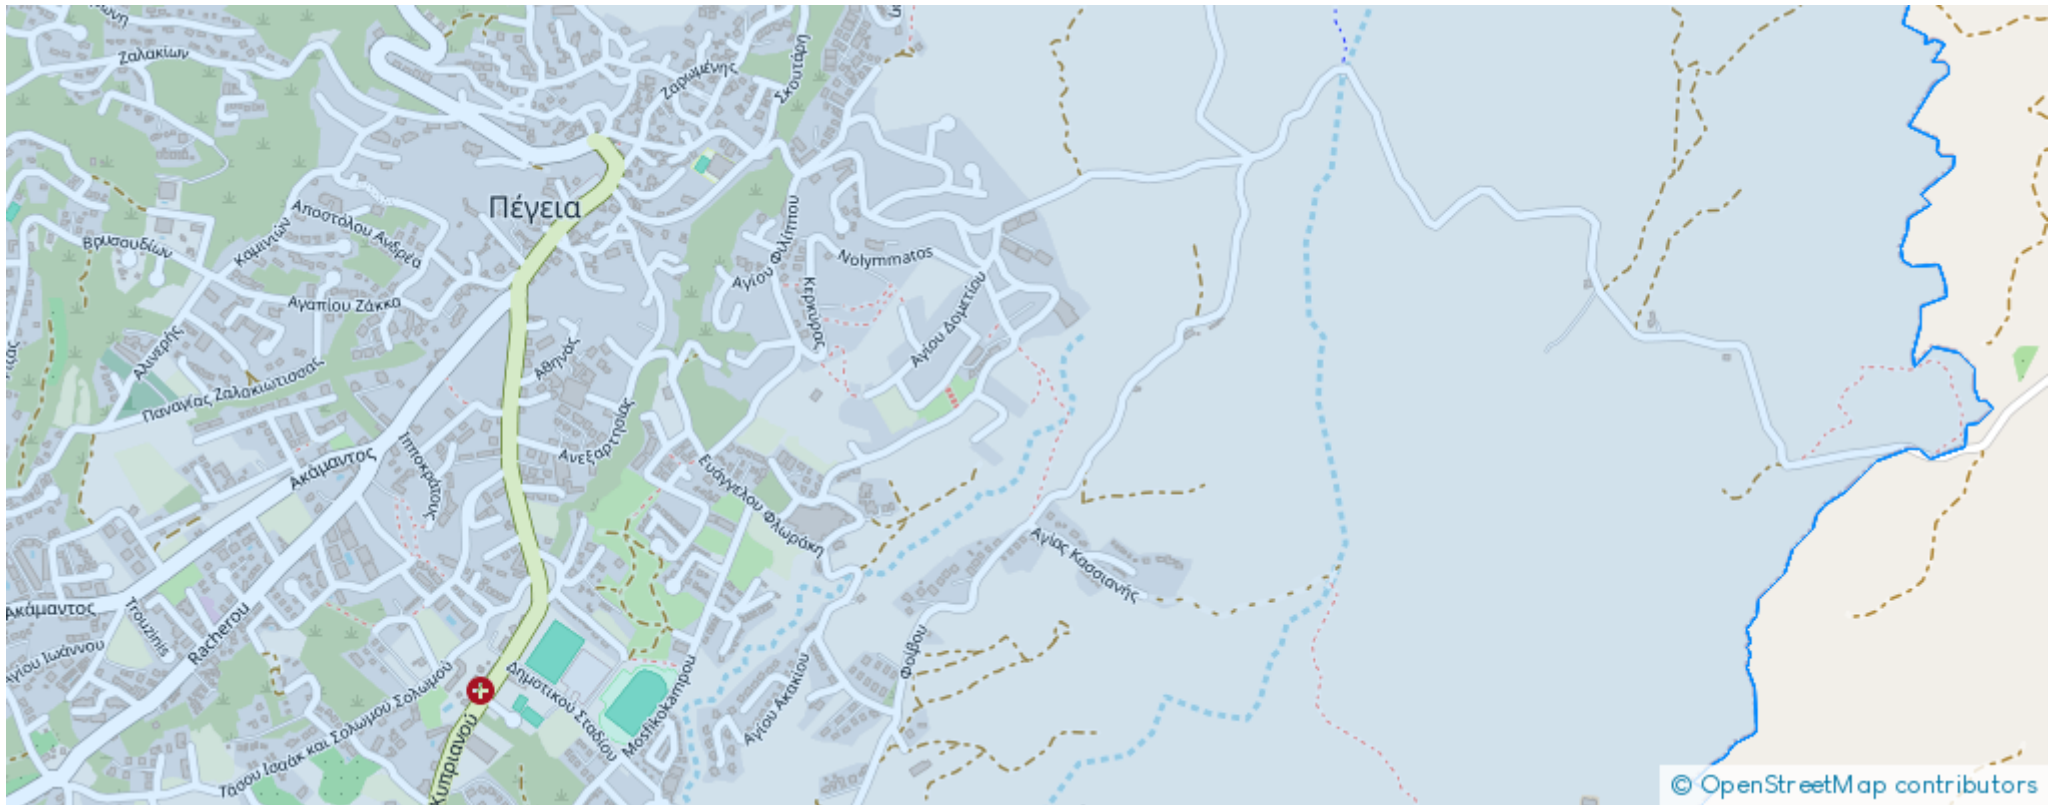 Ζαλακίων
Ζαρωμένης
Σκουτάρη
Πέγεια
Αποστόλου Ανδρέα
Καμινιών
Βρυσουδίων
Αγαπίου Ζάκκα
Αγίου Φιλίππου
Nolymmatos
Κερκύρας
Αγίου Δομετίου
Αλινερής
Αθηνάς
Παναγίας Ζαλακιωτισσας
Ανεξαρτησίας
Ακάμαντος
Ιπποκράτους
Ευάγγελου Φλωράκη
Αγίας Κασσιανής
Ακάμαντος
Trouzinis
Racherou
Αγίου Ιωάννου
Φοίβου
Δημοτικού Σταδίου
Mosfikokampou
Αγίου Ακακίου
Τάσου Ισαάκ και Σολωμού Σολωμού
Κυπριανού
© OpenStreetMap contributors